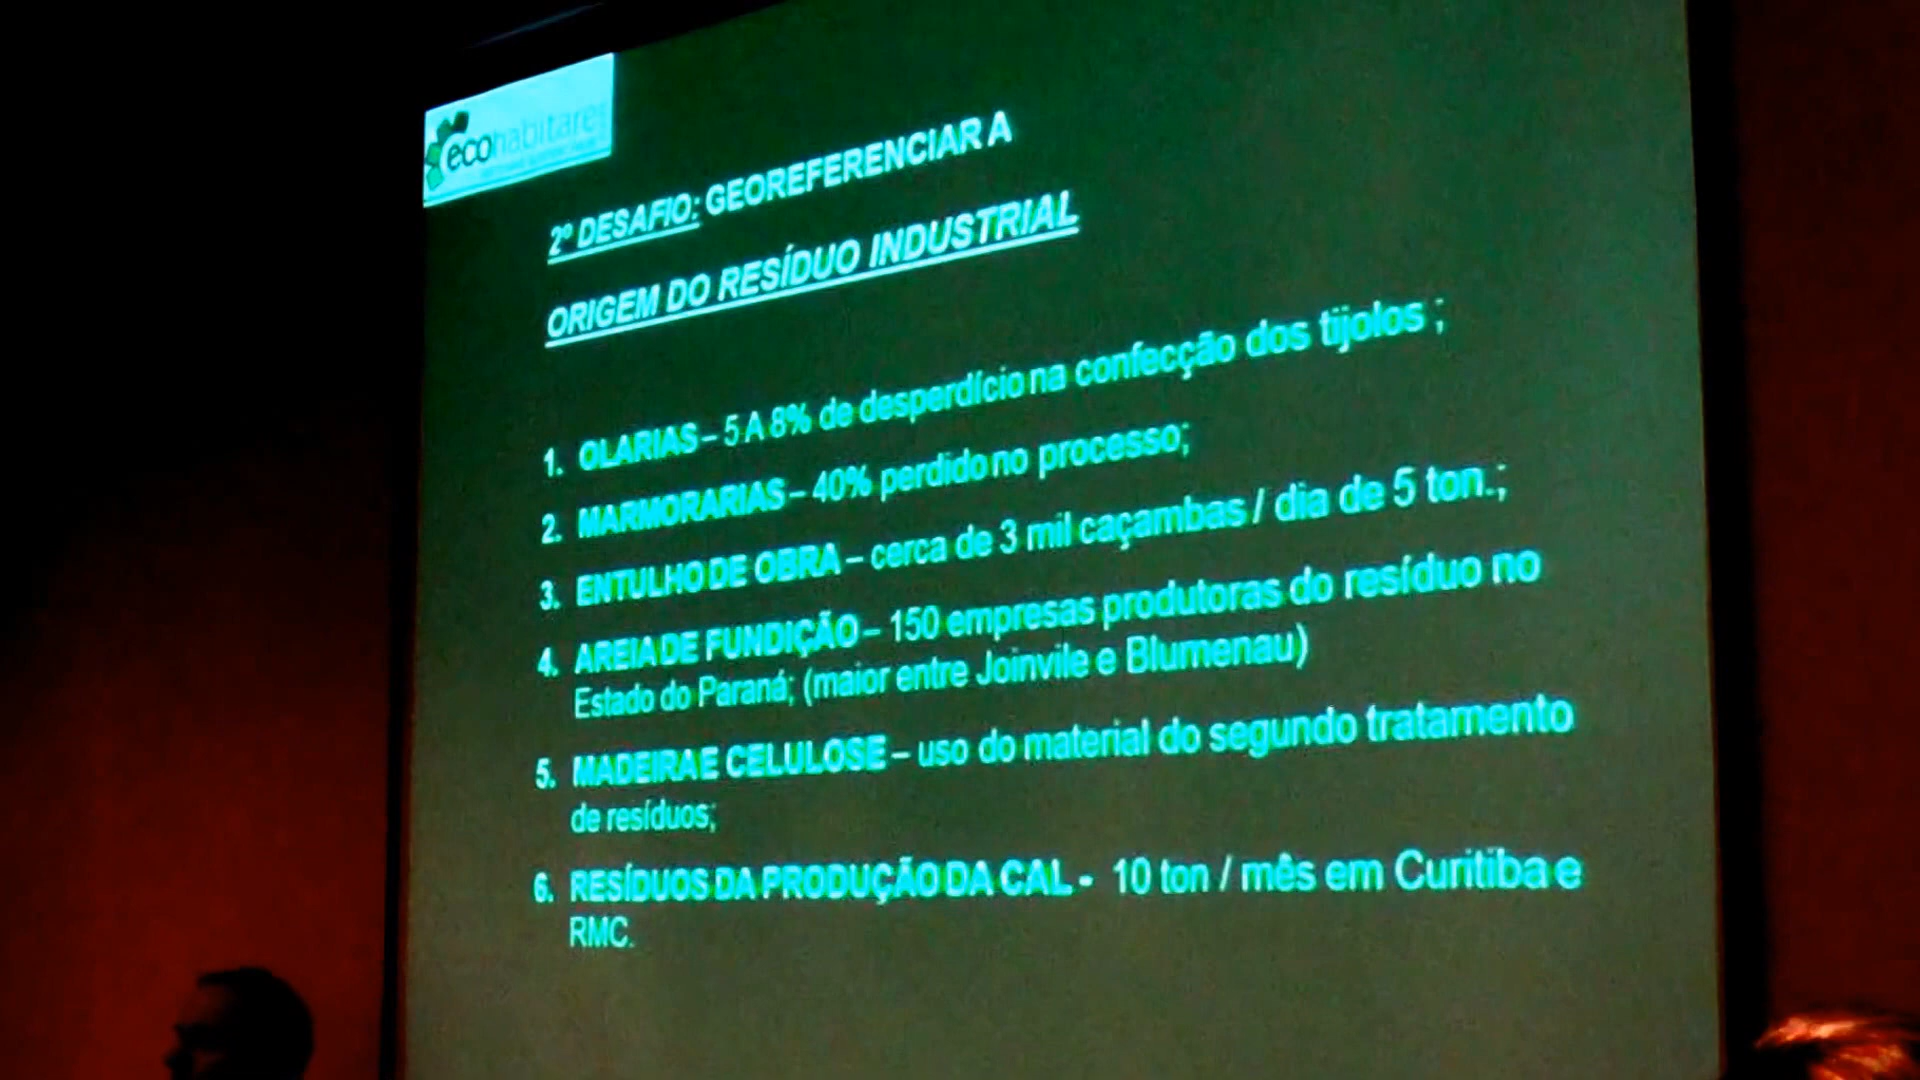 ecohabitare
2º DESAFIO: GEOREFERENCIAR A
ORIGEM DO RESÍDUO INDUSTRIAL
1. OLARIAS – 5 A 8% de desperdício na confecção dos tijolos ;
2. MARMORARIAS – 40% perdido no processo;
3. ENTULHO DE OBRA – cerca de 3 mil caçambas / dia de 5 ton.;
4. AREIA DE FUNDIÇÃO – 150 empresas produtoras do resíduo no
Estado do Paraná; (maior entre Joinvile e Blumenau)
5. MADEIRA E CELULOSE – uso do material do segundo tratamento
de resíduos;
6. RESÍDUOS DA PRODUÇÃO DA CAL - 10 ton / mês em Curitiba e
RMC.